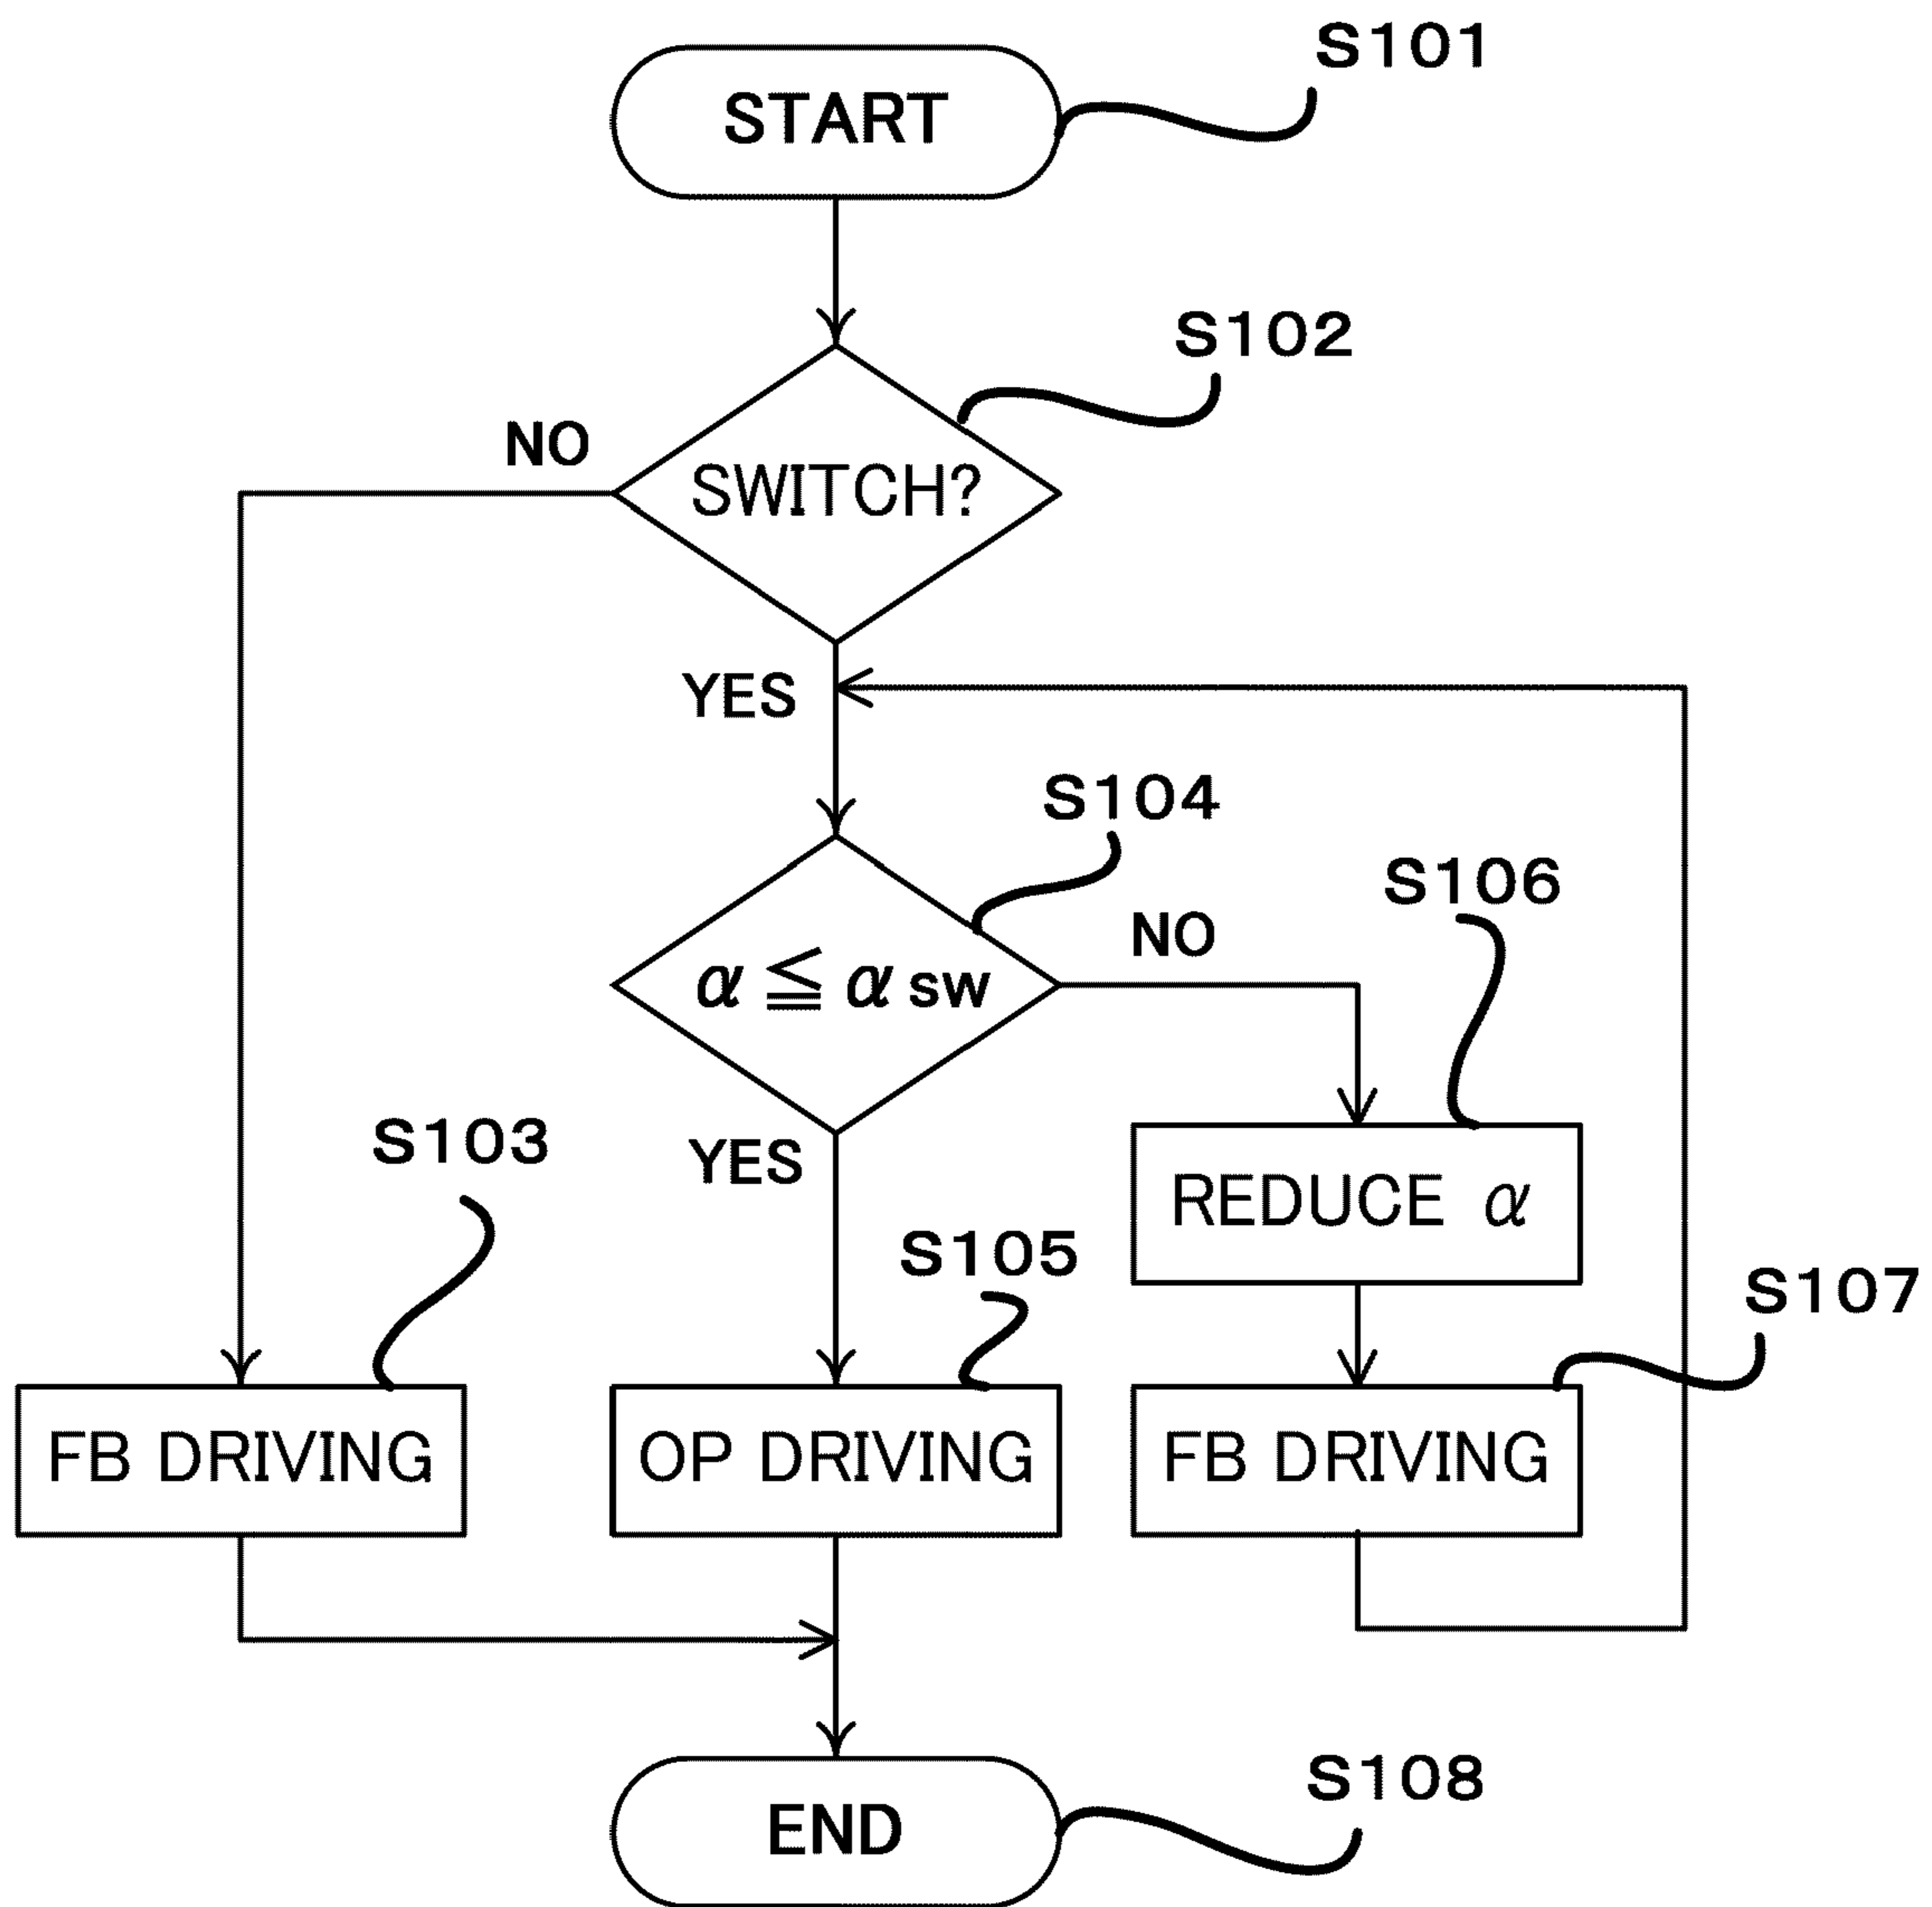 S101
START
S102
NO
SWITCH?
YES
S104
S106
NO
α ≦ α sw
S103
YES
REDUCE α
S105
S107
FB DRIVING
OP DRIVING
FB DRIVING
S108
END